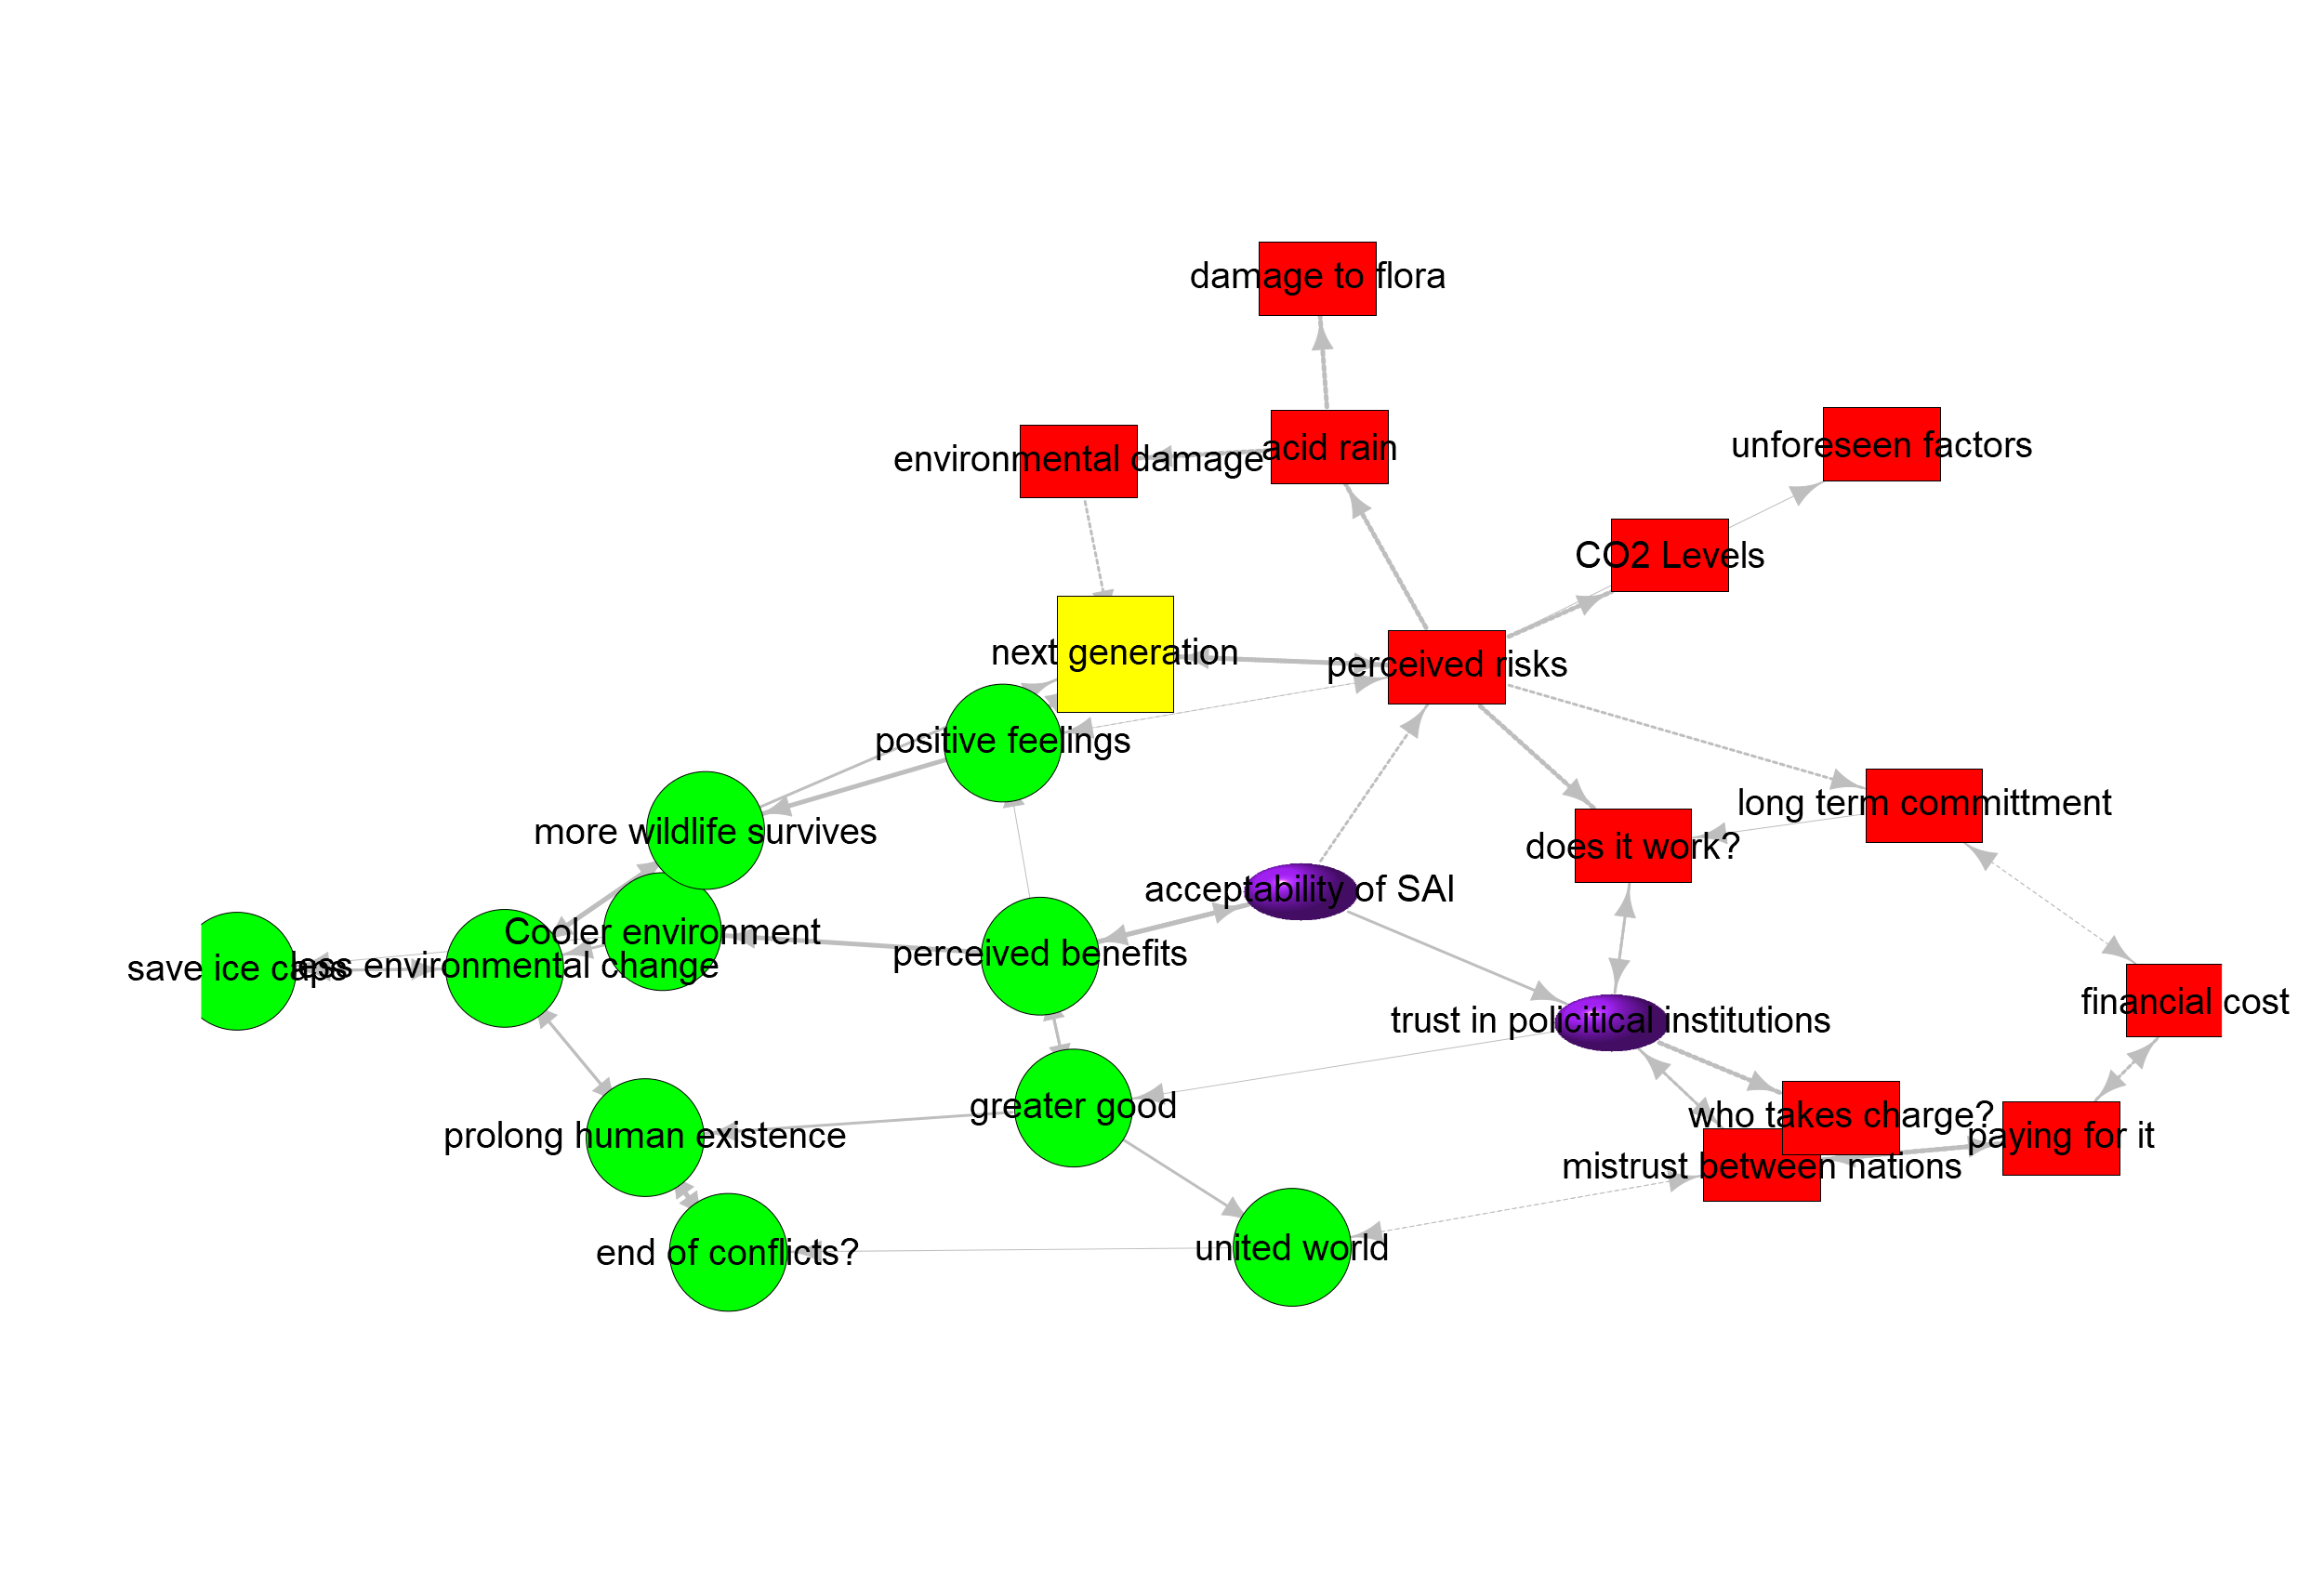 damage to flora
acid rain
environmental damage
unforeseen factors
CO2 Levels
next generation
perceived risks
positive feelings
long term committment
more wildlife survives
does it work?
acceptability of SAI
Cooler environment
perceived benefits
save ice caps
less environmental change
financial cost
trust in policitical institutions
greater good
who takes charge?
prolong human existence
paying for it
mistrust between nations
end of conflicts?
united world